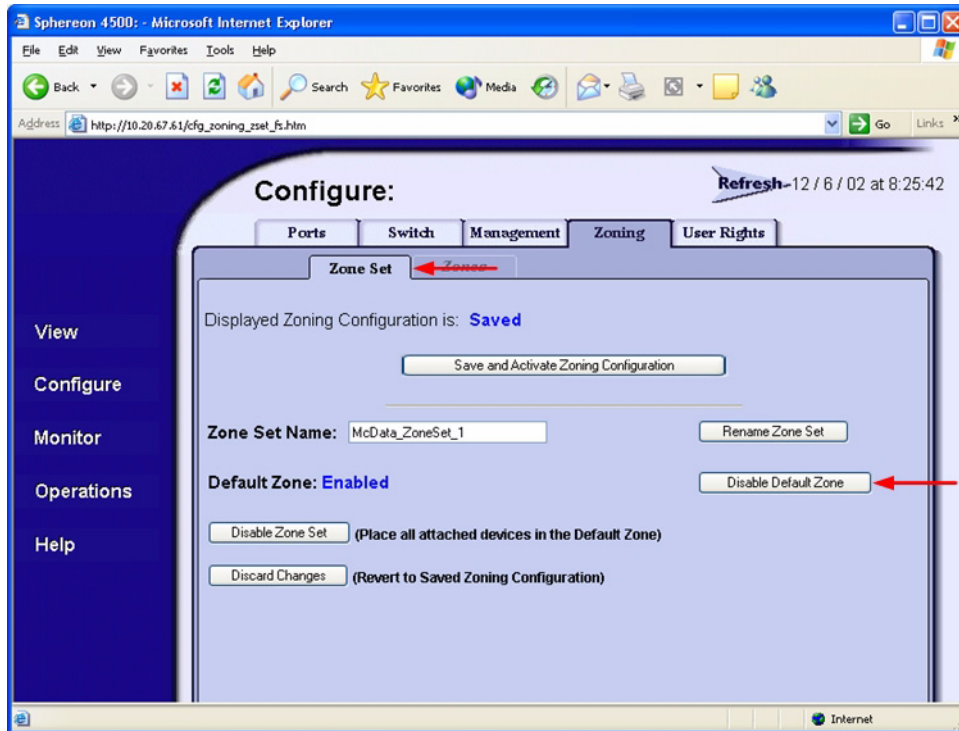 Sphereon 4500: - Microsoft Internet Explorer
File Edit View Favorites Tools Help
Back Search Favorites Media
Address http://10.20.67.61/cfg_zoning_zset_fs.htm Go Links »
Configure:
Refresh 12 / 6 / 02 at 8:25:42
Ports Switch Management Zoning User Rights
Zone Set Zones
Displayed Zoning Configuration is: Saved
Save and Activate Zoning Configuration
Zone Set Name: McData_ZoneSet_1 Rename Zone Set
Default Zone: Enabled Disable Default Zone
Disable Zone Set (Place all attached devices in the Default Zone)
Discard Changes (Revert to Saved Zoning Configuration)
View
Configure
Monitor
Operations
Help
Internet